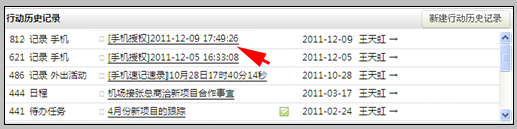 行动历史记录 新建行动历史记录
812 记录 手机 [手机授权]2011-12-09 17:49:26 2011-12-09 王天虹 →
621 记录 手机 [手机授权]2011-12-05 16:33:08 2011-12-05 王天虹 →
486 记录 外出活动 [手机速记速录]10月28日17时40分14秒 2011-10-28 王天虹 →
444 日程 机场接张总商洽新项目合作事宜 2011-03-17 王天虹 →
441 待办任务 4月份新项目的跟踪 2011-02-24 王天虹 →